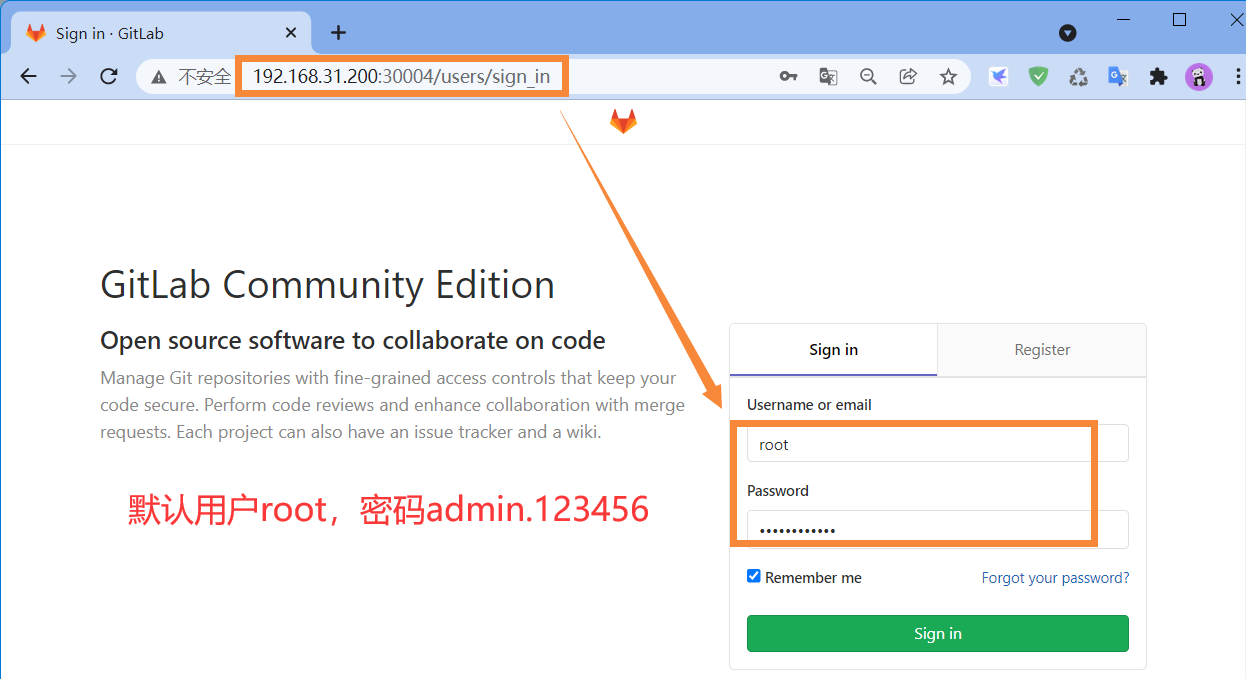 Sign in · GitLab
不安全
192.168.31.200:30004/users/sign_in
GitLab Community Edition
Open source software to collaborate on code
Manage Git repositories with fine-grained access controls that keep your
code secure. Perform code reviews and enhance collaboration with merge
requests. Each project can also have an issue tracker and a wiki.
默认用户root，密码admin.123456
Sign in
Register
Username or email
root
Password
••••••••••••
Remember me
Forgot your password?
Sign in